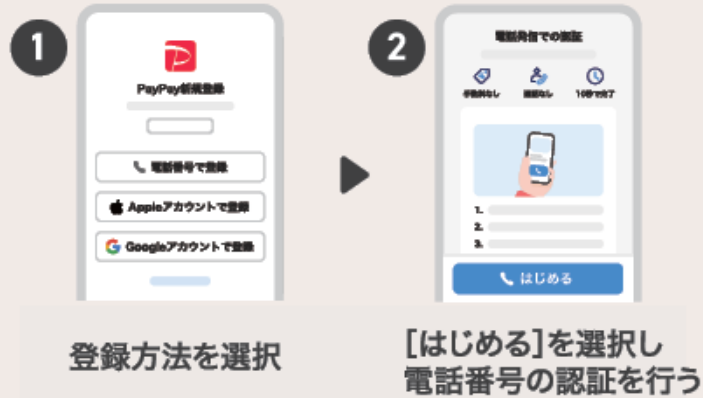 1
PayPay新規登録
電話番号で登録
Appleアカウントで登録
Googleアカウントで登録
登録方法を選択
2
電話発信での認証
手数料なし
通話なし
10秒で完了
1.
2.
3.
はじめる
[はじめる]を選択し
電話番号の認証を行う